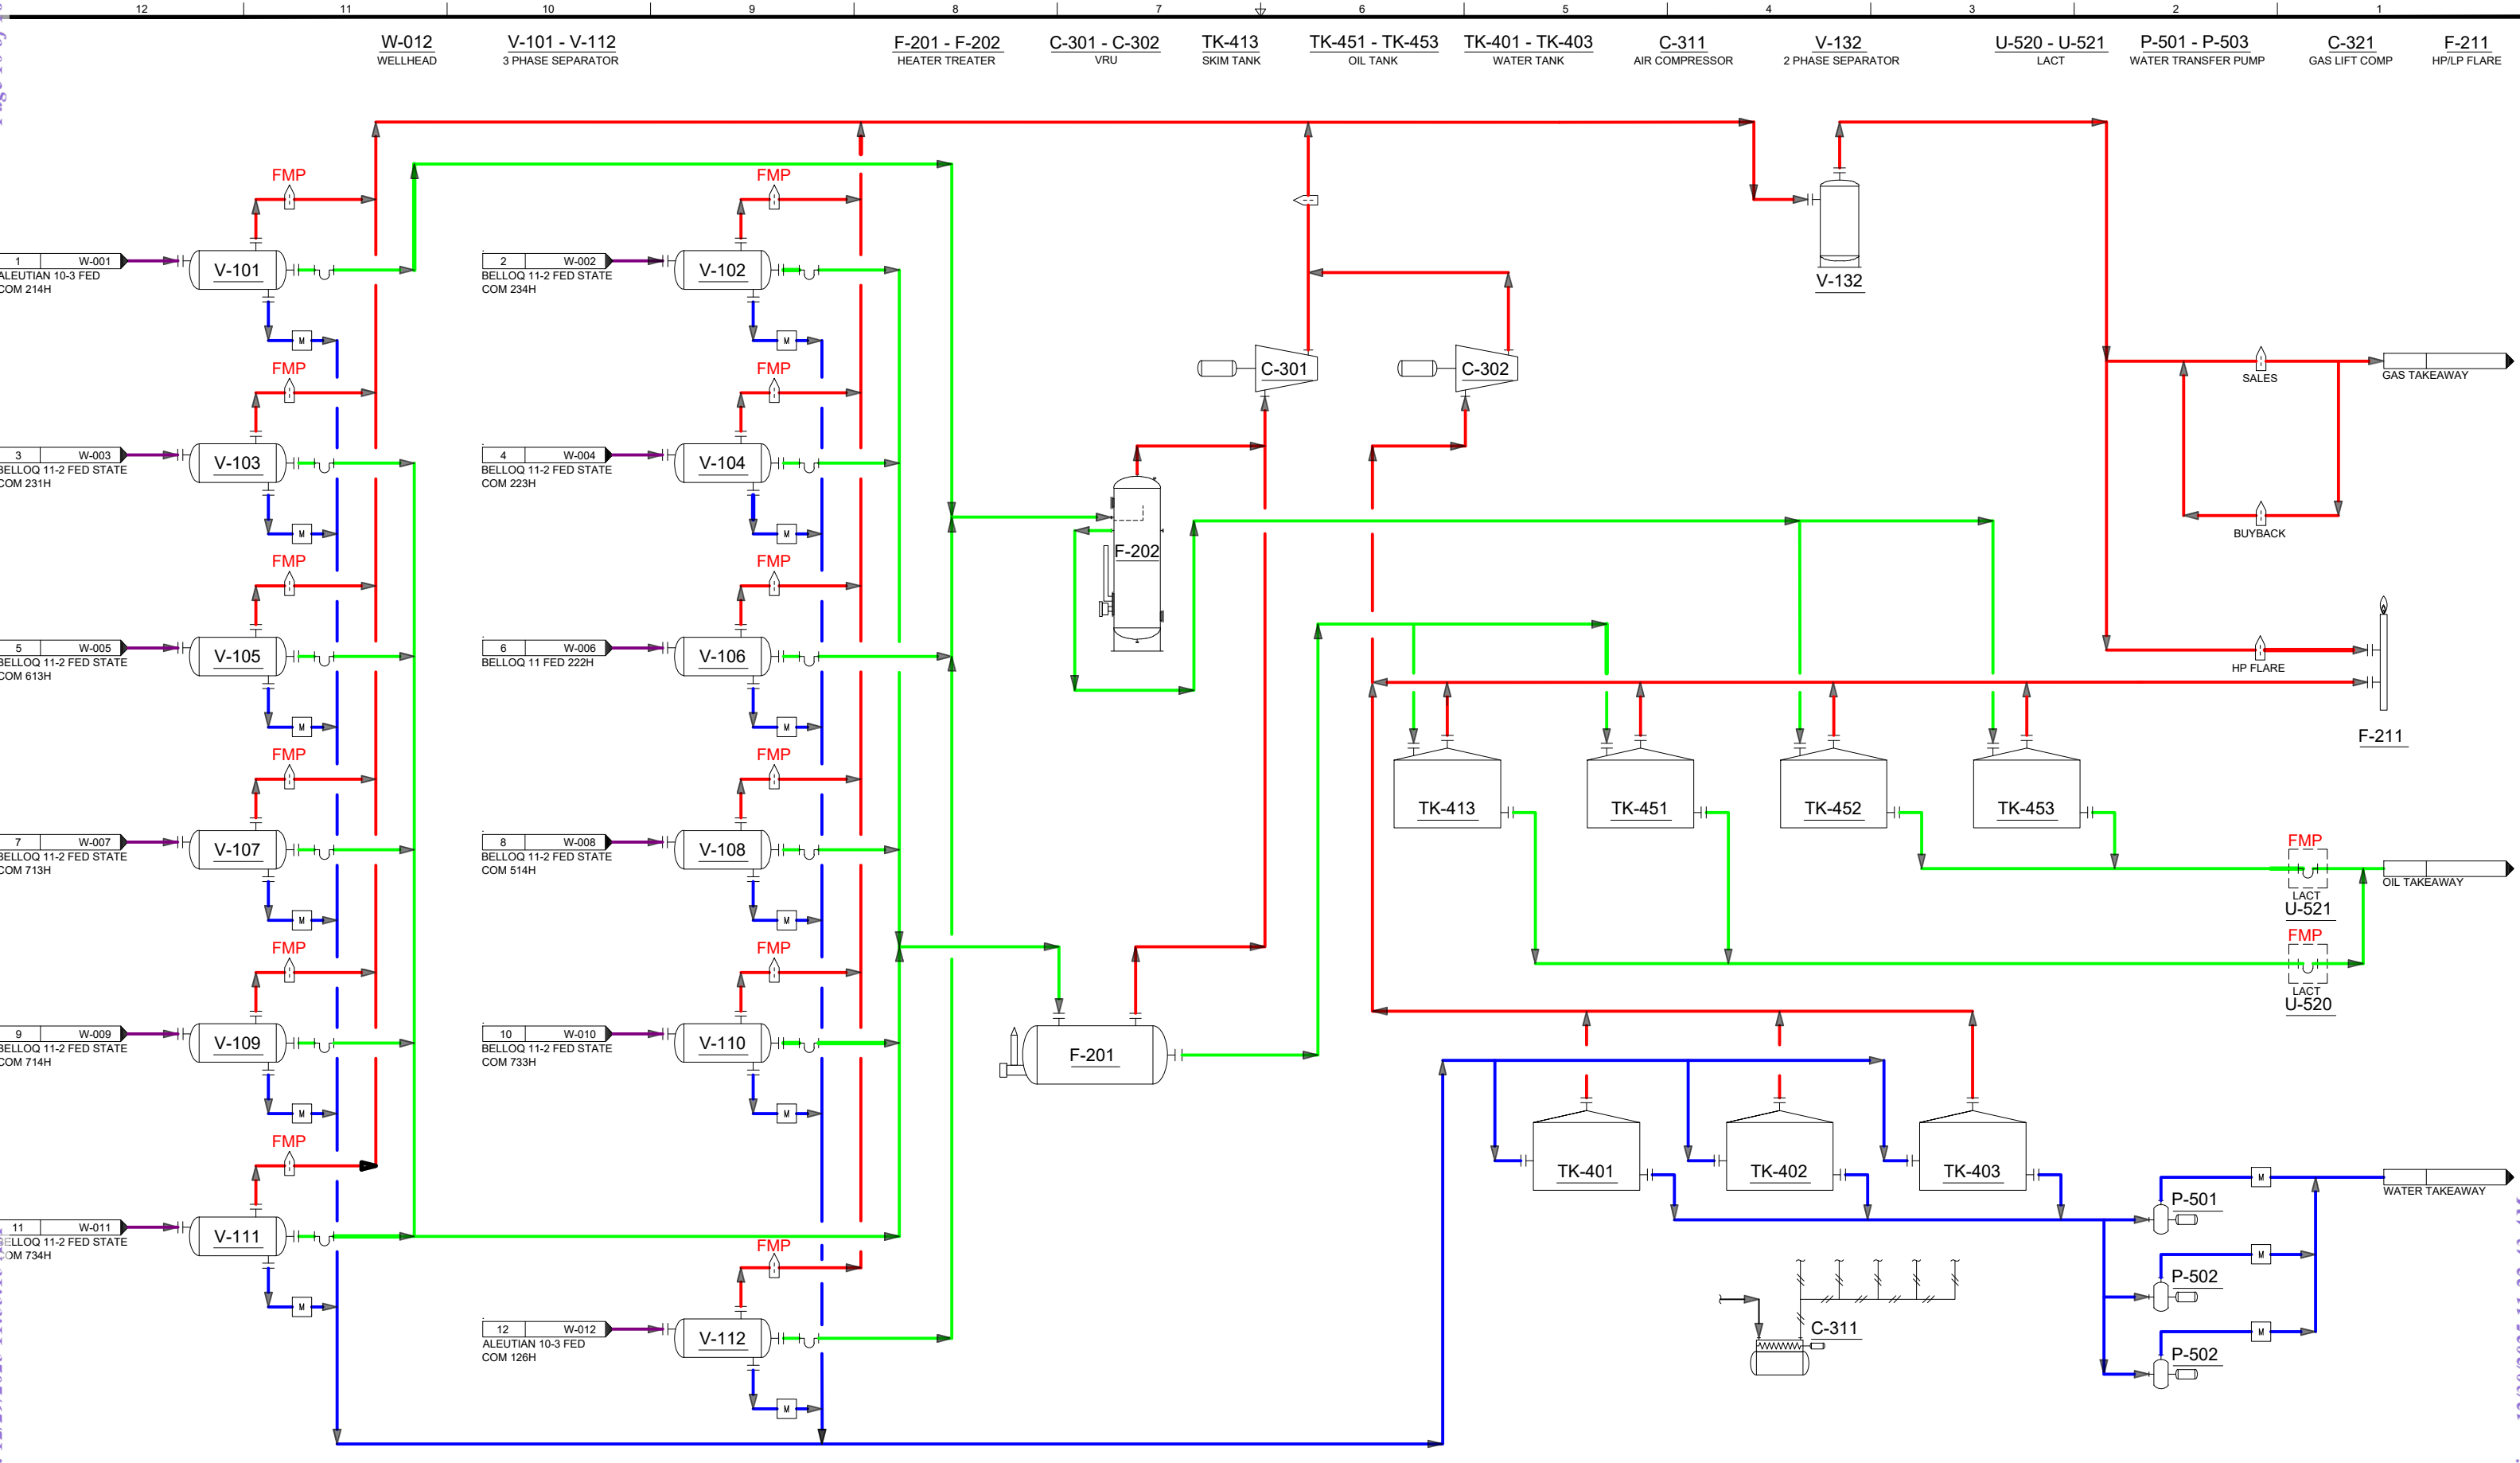 12 11 10 9 8 7 6 5 4 3 2 1
W-012
WELLHEAD
V-101 - V-112
3 PHASE SEPARATOR
F-201 - F-202
HEATER TREATER
C-301 - C-302
VRU
TK-413
SKIM TANK
TK-451 - TK-453
OIL TANK
TK-401 - TK-403
WATER TANK
C-311
AIR COMPRESSOR
V-132
2 PHASE SEPARATOR
U-520 - U-521
LACT
P-501 - P-503
WATER TRANSFER PUMP
C-321
GAS LIFT COMP
F-211
HP/LP FLARE
FMP
1 W-001
ALEUTIAN 10-3 FED
COM 214H
V-101
M
FMP
2 W-002
BELLOQ 11-2 FED STATE
COM 234H
V-102
M
FMP
3 W-003
BELLOQ 11-2 FED STATE
COM 231H
V-103
M
FMP
4 W-004
BELLOQ 11-2 FED STATE
COM 223H
V-104
M
FMP
5 W-005
BELLOQ 11-2 FED STATE
COM 613H
V-105
M
FMP
6 W-006
BELLOQ 11 FED 222H
V-106
M
FMP
7 W-007
BELLOQ 11-2 FED STATE
COM 713H
V-107
M
FMP
8 W-008
BELLOQ 11-2 FED STATE
COM 514H
V-108
M
FMP
9 W-009
BELLOQ 11-2 FED STATE
COM 714H
V-109
M
FMP
10 W-010
BELLOQ 11-2 FED STATE
COM 733H
V-110
M
FMP
11 W-011
BELLOQ 11-2 FED STATE
COM 734H
V-111
M
FMP
12 W-012
ALEUTIAN 10-3 FED
COM 126H
V-112
M
V-132
C-301
C-302
F-202
F-201
SALES
GAS TAKEAWAY
BUYBACK
HP FLARE
F-211
TK-413
TK-451
TK-452
TK-453
FMP
LACT
U-521
OIL TAKEAWAY
FMP
LACT
U-520
TK-401
TK-402
TK-403
M
WATER TAKEAWAY
P-501
M
P-502
M
P-502
C-311